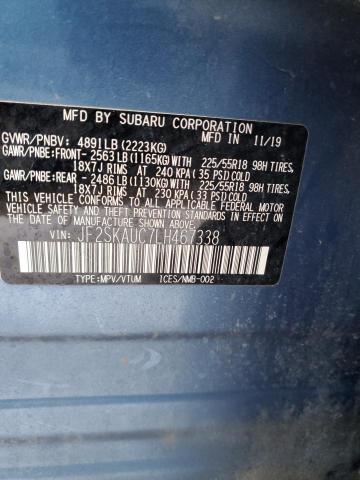 MFD BY SUBARU CORPORATION
MADE IN 11/19
GVWR/PNBV: 4891LB(2223KG)
GAWR/PNBE:FRONT- 2563LB(1165KG)WITH 225/55R18 98H TIRES,
18X7J RIMS AT 240 KPA(35 PSI)COLD
GAWR/PNBE:REAR - 2486LB(1130KG)WITH 225/55R18 98H TIRES,
18X7J RIMS AT 230 KPA(33 PSI)COLD
THIS VEHICLE CONFORMS TO ALL APPLICABLE FEDERAL MOTOR
VEHICLE SAFETY AND BUMPER STANDARDS IN EFFECT ON
THE DATE OF MANUFACTURE SHOWN ABOVE.
VIN: JF2SKAUC7LH467338
TYPE:MPV/VTUM ICES/NMB-002